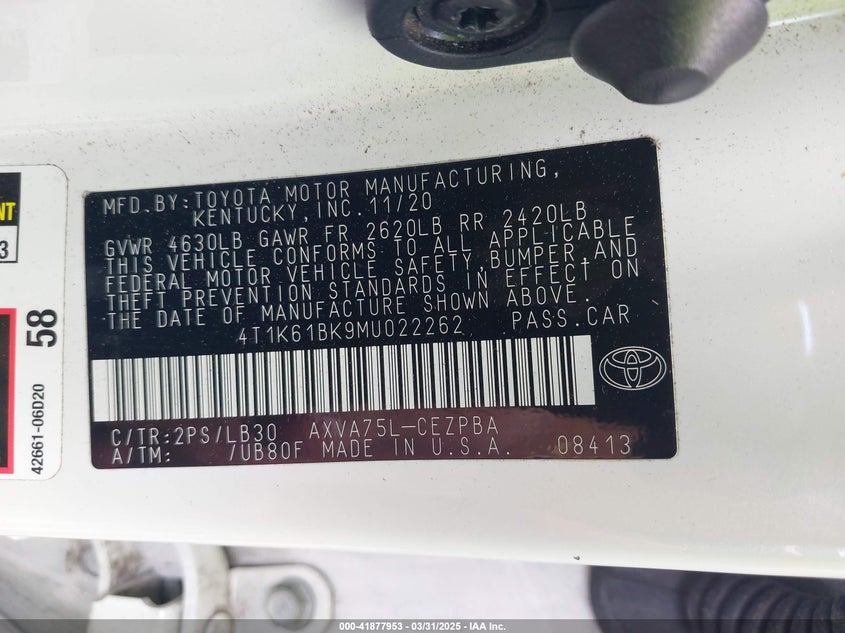 MFD.BY:TOYOTA MOTOR MANUFACTURING,
KENTUCKY,INC.11/20
GVWR 4630LB GAWR FR 2620LB RR 2420LB
THIS VEHICLE CONFORMS TO ALL APPLICABLE
FEDERAL MOTOR VEHICLE SAFETY,BUMPER,AND
THEFT PREVENTION STANDARDS IN EFFECT ON
THE DATE OF MANUFACTURE SHOWN ABOVE.
4T1K61BK9MU022262 PASS.CAR
C/TR:2PS/LB30 AXVA75L-CEZPBA
A/TM: /UB80F MADE IN U.S.A. 08413
3
58
42661-06D20
000-41877953 - 03/31/2025 - IAA Inc.